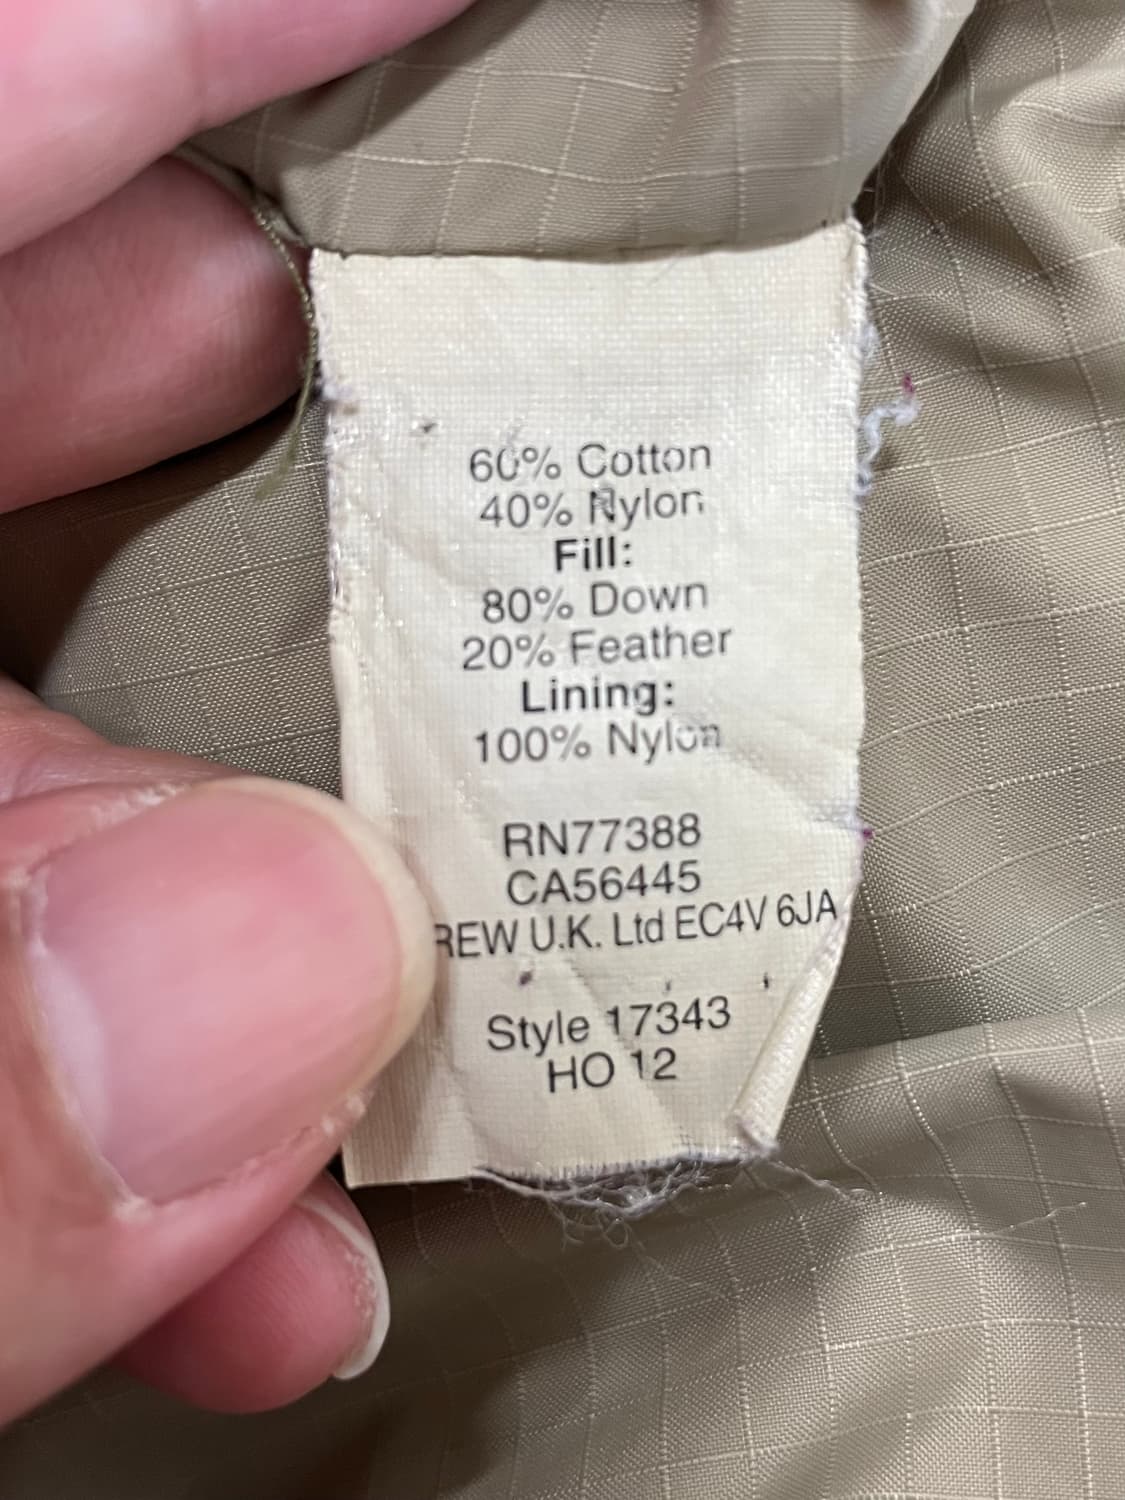 60% Cotton
40% Nylon
Fill:
80% Down
20% Feather
Lining:
100% Nylon
RN77388
CA56445
REW U.K. Ltd EC4V 6JA
Style 17343
HO 12